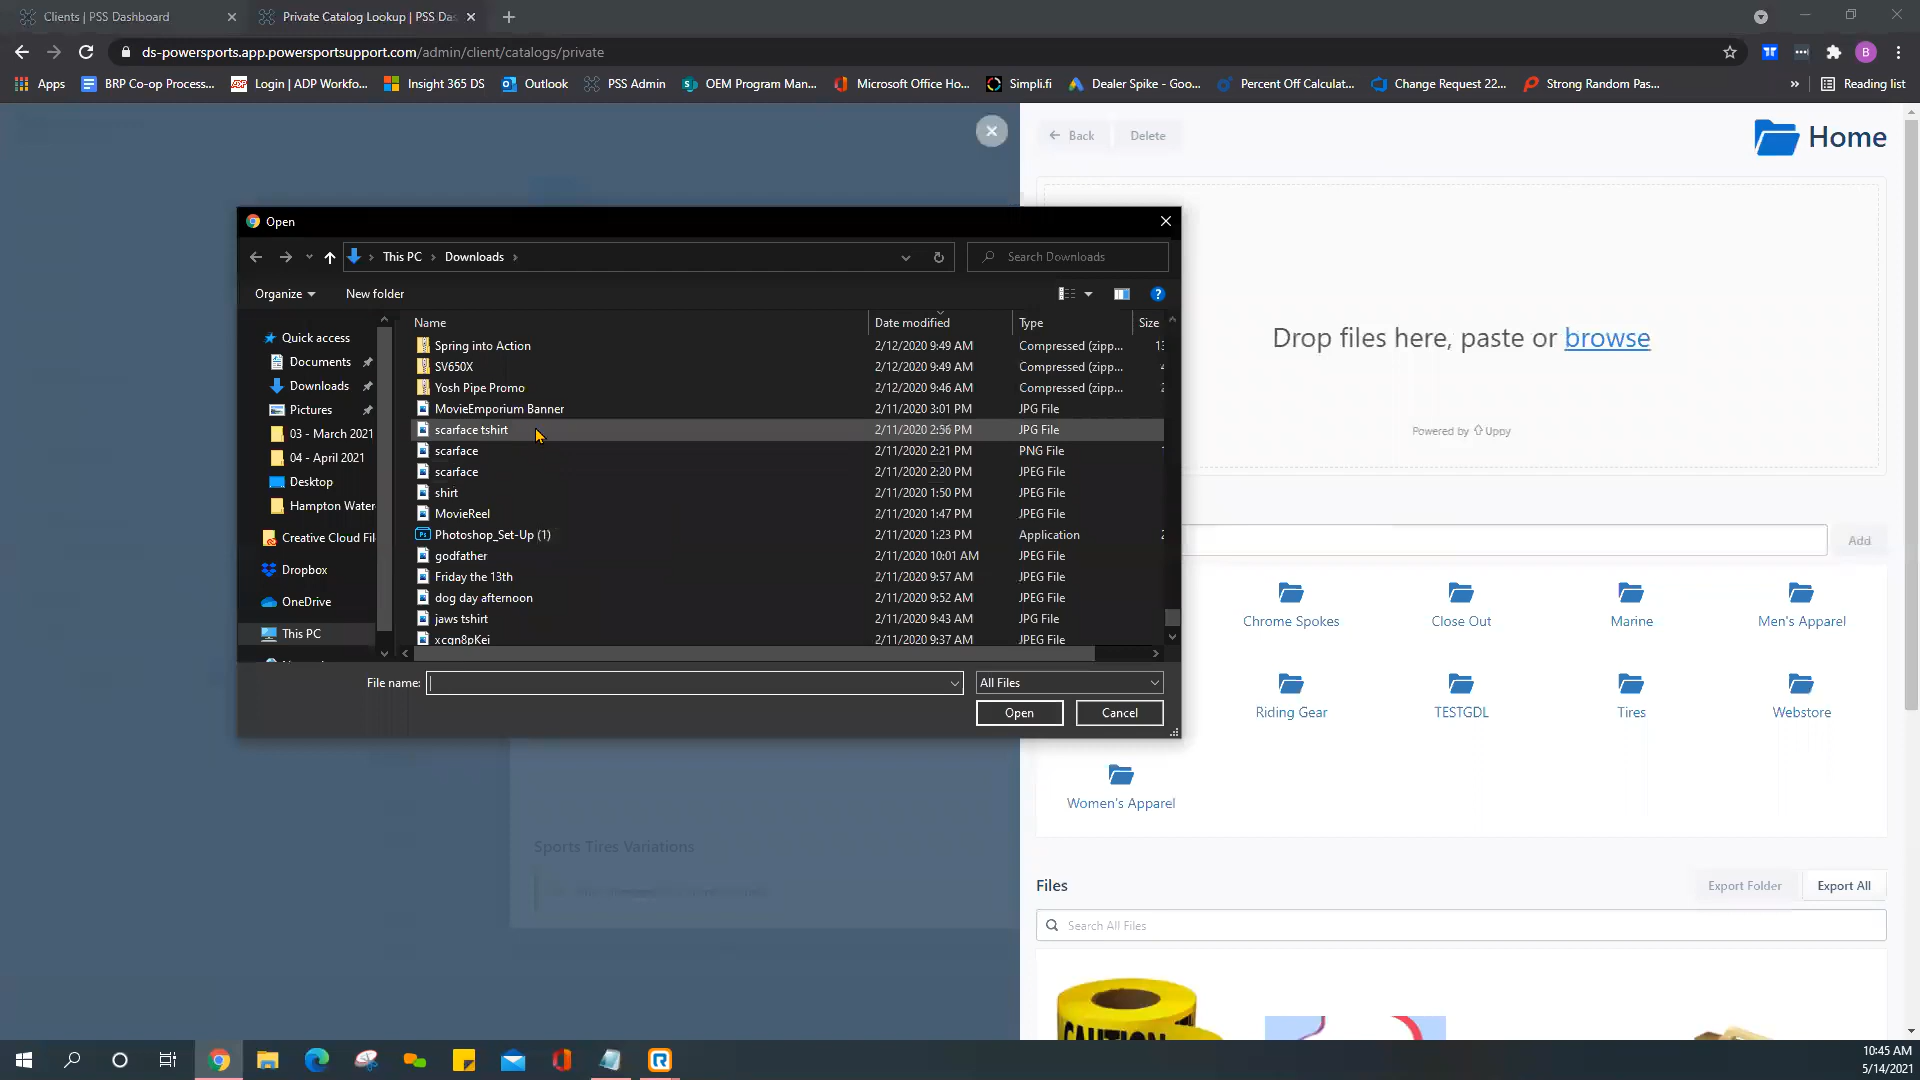 Clients | PSS Dashboard
Private Catalog Lookup | PSS Das
ds-powersports.app.powersportsupport.com/admin/client/catalogs/private
B
Apps
BRP Co-op Process...
Login | ADP Workfo...
Insight 365 DS
Outlook
PSS Admin
OEM Program Man...
Microsoft Office Ho...
Simpli.fi
Dealer Spike - Goo...
Percent Off Calculat...
Change Request 22...
Strong Random Pas...
»
Reading list
Back
Delete
Home
Open
This PC
Downloads
Search Downloads
Organize
New folder
Name
Date modified
Type
Size
Quick access
Documents
Downloads
Pictures
03 - March 2021
04 - April 2021
Desktop
Hampton Water
Creative Cloud Fil
Dropbox
OneDrive
This PC
Spring into Action 2/12/2020 9:49 AM Compressed (zipp... 13
SV650X 2/12/2020 9:49 AM Compressed (zipp...
Yosh Pipe Promo 2/12/2020 9:46 AM Compressed (zipp... 2
MovieEmporium Banner 2/11/2020 3:01 PM JPG File
scarface tshirt 2/11/2020 2:56 PM JPG File
scarface 2/11/2020 2:21 PM PNG File
scarface 2/11/2020 2:20 PM JPEG File
shirt 2/11/2020 1:50 PM JPEG File
MovieReel 2/11/2020 1:47 PM JPEG File
Photoshop_Set-Up (1) 2/11/2020 1:23 PM Application 2
godfather 2/11/2020 10:01 AM JPEG File
Friday the 13th 2/11/2020 9:57 AM JPEG File
dog day afternoon 2/11/2020 9:52 AM JPEG File
jaws tshirt 2/11/2020 9:43 AM JPG File
xcqn8pKei 2/11/2020 9:37 AM JPEG File
File name:
All Files
Open
Cancel
Drop files here, paste or browse
Powered by Uppy
Add
Chrome Spokes
Close Out
Marine
Men's Apparel
Riding Gear
TESTGDL
Tires
Webstore
Women's Apparel
Sports Tires Variations
Files
Export Folder
Export All
Search All Files
CAUTION
10:45 AM
5/14/2021